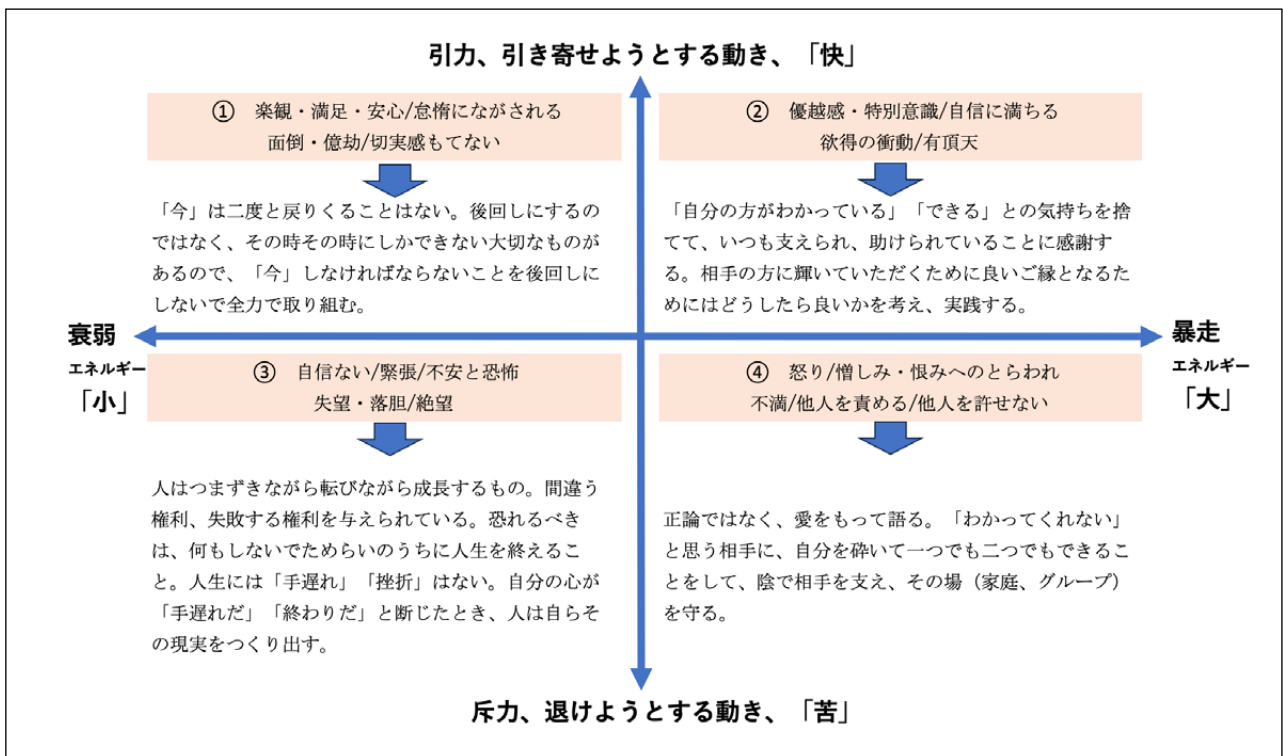 引力、引き寄せようとする動き、「快」
① 楽観・満足・安心/怠惰にながされる
面倒・億劫/切実感もてない
「今」は二度と戻りくることはない。後回しにするの
ではなく、その時その時にしかできない大切なものが
あるので、「今」しなければならないことを後回しに
しないで全力で取り組む。
② 優越感・特別意識/自信に満ちる
欲得の衝動/有頂天
「自分の方がわかっている」「できる」との気持ちを捨
てて、いつも支えられ、助けられていることに感謝す
る。相手の方に輝いていただくために良いご縁となるた
めにはどうしたら良いかを考え、実践する。
衰弱
エネルギー
「小」
暴走
エネルギー
「大」
③ 自信ない/緊張/不安と恐怖
失望・落胆/絶望
人はつまずきながら転びながら成長するもの。間違う
権利、失敗する権利を与えられている。恐れるべき
は、何もしないでためらいのうちに人生を終えるこ
と。人生には「手遅れ」「挫折」はない。自分の心が
「手遅れだ」「終わりだ」と断じたとき、人は自らそ
の現実をつくり出す。
④ 怒り/憎しみ・恨みへのとらわれ
不満/他人を責める/他人を許せない
正論ではなく、愛をもって語る。「わかってくれない」
と思う相手に、自分を砕いて一つでも二つでもできるこ
とをして、陰で相手を支え、その場（家庭、グループ）
を守る。
斥力、退けようとする動き、「苦」